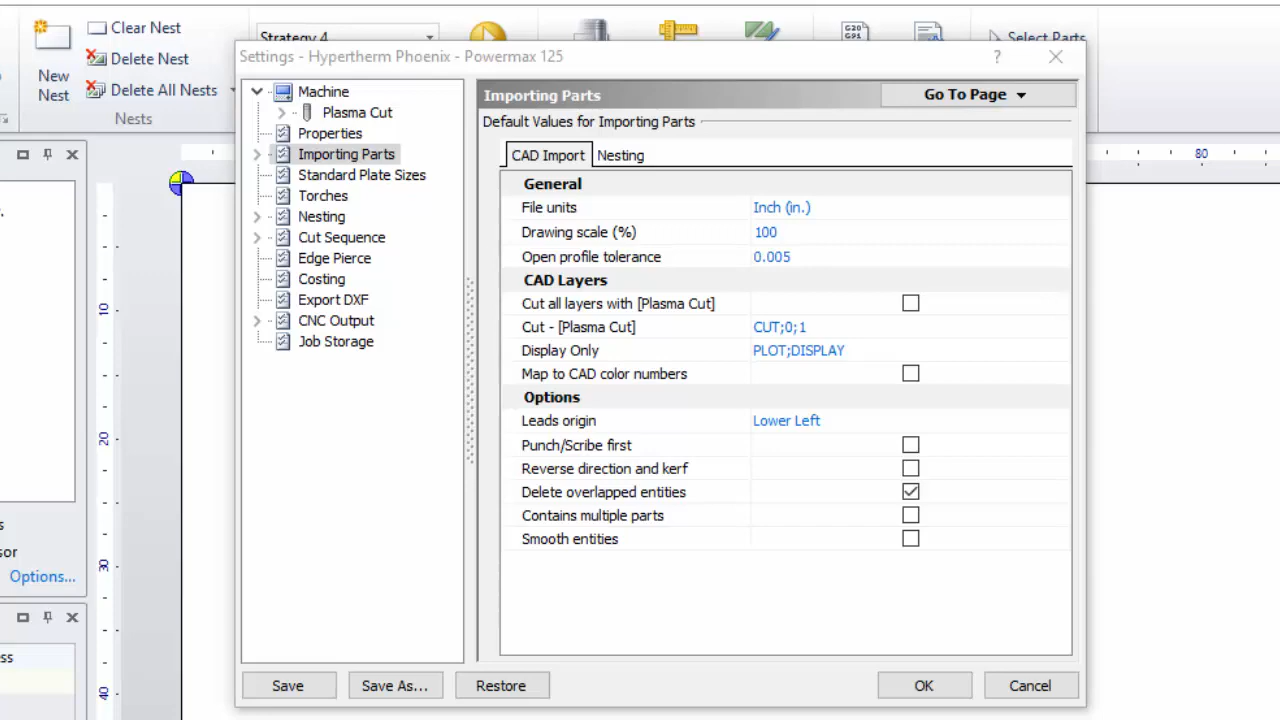 Clear Nest
Delete Nest
Delete All Nests
New
Nest
Nests
Strategy 4
G20
G91
Select Parts
Settings - Hypertherm Phoenix - Powermax 125
?
Machine
Plasma Cut
Properties
Importing Parts
Standard Plate Sizes
Torches
Nesting
Cut Sequence
Edge Pierce
Costing
Export DXF
CNC Output
Job Storage
Importing Parts
Go To Page
Default Values for Importing Parts
CAD Import
Nesting
General
File units Inch (in.)
Drawing scale (%) 100
Open profile tolerance 0.005
CAD Layers
Cut all layers with [Plasma Cut]
Cut - [Plasma Cut] CUT;0;1
Display Only PLOT;DISPLAY
Map to CAD color numbers
Options
Leads origin Lower Left
Punch/Scribe first
Reverse direction and kerf
Delete overlapped entities
Contains multiple parts
Smooth entities
Save
Save As...
Restore
OK
Cancel
80
10
20
30
40
s
or
Options...
ss